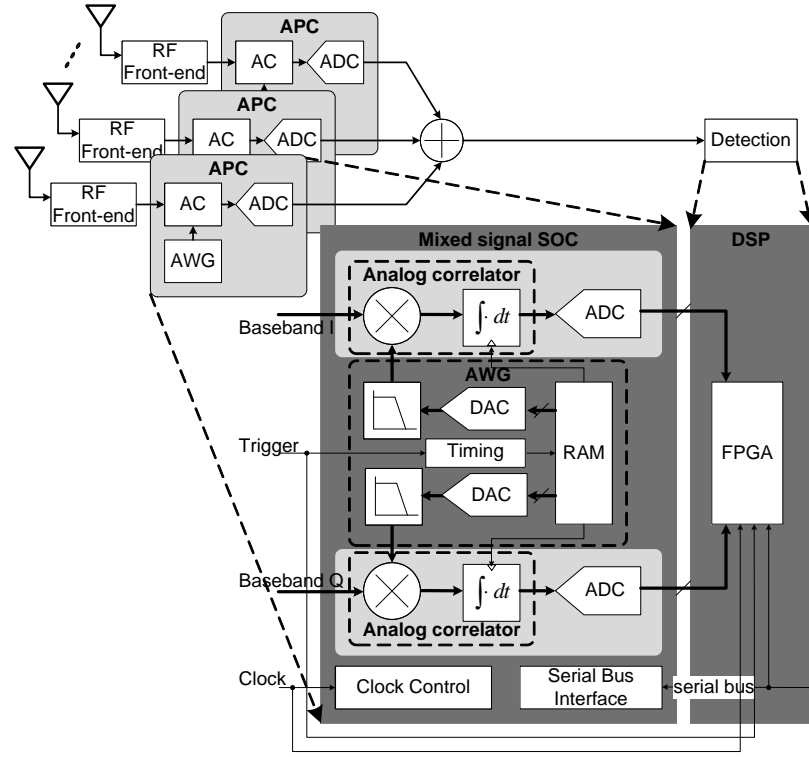 APC
RF
Front-end
AC
ADC
APC
RF
Front-end
AC
ADC
Detection
APC
RF
Front-end
AC
ADC
AWG
Mixed signal SOC
DSP
Analog correlator
Baseband I
∫· dt
ADC
AWG
DAC
Trigger
Timing
RAM
FPGA
DAC
Baseband Q
∫· dt
ADC
Analog correlator
Clock
Clock Control
Serial Bus
Interface
serial bus